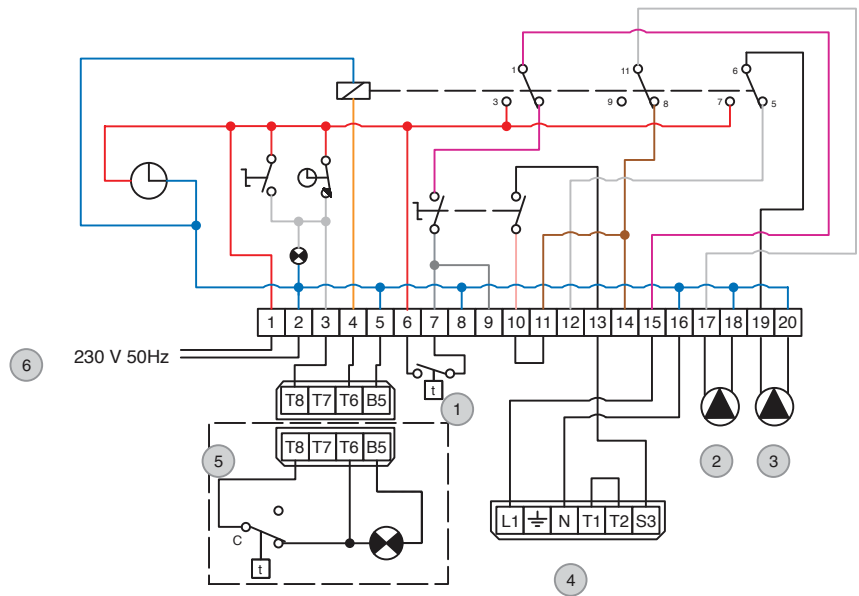 1 11 6
3 9 8 7 5
1 2 3 4 5 6 7 8 9 10 11 12 13 14 15 16 17 18 19 20
6 230 V 50Hz
t 1
T8 T7 T6 B5
T8 T7 T6 B5
5 2 3
L1 N T1 T2 S3
C
t
4